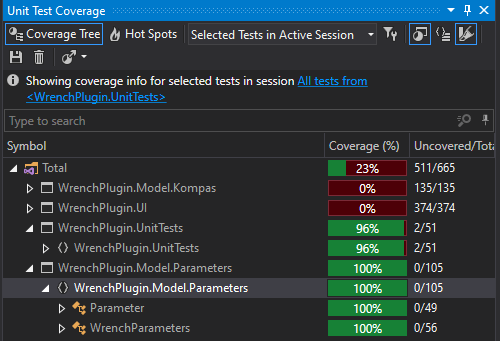 Unit Test Coverage
Coverage Tree Hot Spots Selected Tests in Active Session
Showing coverage info for selected tests in session All tests from
<WrenchPlugin.UnitTests>
Type to search
Symbol Coverage (%) Uncovered/Tota
Total 23% 511/665
WrenchPlugin.Model.Kompas 0% 135/135
WrenchPlugin.UI 0% 374/374
WrenchPlugin.UnitTests 96% 2/51
WrenchPlugin.UnitTests 96% 2/51
WrenchPlugin.Model.Parameters 100% 0/105
WrenchPlugin.Model.Parameters 100% 0/105
Parameter 100% 0/49
WrenchParameters 100% 0/56